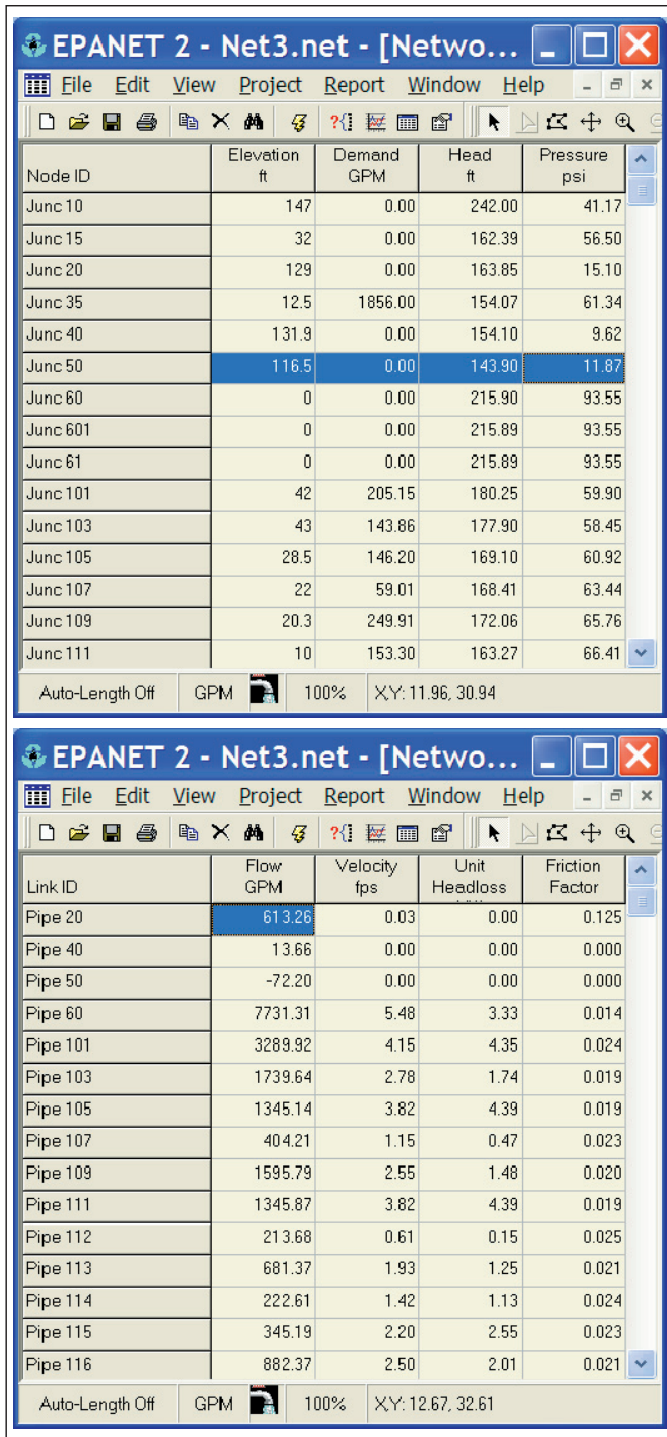 EPANET 2 - Net3.net - [Netwo...
File Edit View Project Report Window Help
Node ID Elevation ft Demand GPM Head ft Pressure psi
Junc 10 147 0.00 242.00 41.17
Junc 15 32 0.00 162.39 56.50
Junc 20 129 0.00 163.85 15.10
Junc 35 12.5 1856.00 154.07 61.34
Junc 40 131.9 0.00 154.10 9.62
Junc 50 116.5 0.00 143.90 11.87
Junc 60 0 0.00 215.90 93.55
Junc 601 0 0.00 215.89 93.55
Junc 61 0 0.00 215.89 93.55
Junc 101 42 205.15 180.25 59.90
Junc 103 43 143.86 177.90 58.45
Junc 105 28.5 146.20 169.10 60.92
Junc 107 22 59.01 168.41 63.44
Junc 109 20.3 249.91 172.06 65.76
Junc 111 10 153.30 163.27 66.41
Auto-Length Off GPM 100% X,Y: 11.96, 30.94
EPANET 2 - Net3.net - [Netwo...
File Edit View Project Report Window Help
Link ID Flow GPM Velocity fps Unit Headloss Friction Factor
Pipe 20 613.26 0.03 0.00 0.125
Pipe 40 13.66 0.00 0.00 0.000
Pipe 50 -72.20 0.00 0.00 0.000
Pipe 60 7731.31 5.48 3.33 0.014
Pipe 101 3289.92 4.15 4.35 0.024
Pipe 103 1739.64 2.78 1.74 0.019
Pipe 105 1345.14 3.82 4.39 0.019
Pipe 107 404.21 1.15 0.47 0.023
Pipe 109 1595.79 2.55 1.48 0.020
Pipe 111 1345.87 3.82 4.39 0.019
Pipe 112 213.68 0.61 0.15 0.025
Pipe 113 681.37 1.93 1.25 0.021
Pipe 114 222.61 1.42 1.13 0.024
Pipe 115 345.19 2.20 2.55 0.023
Pipe 116 882.37 2.50 2.01 0.021
Auto-Length Off GPM 100% X,Y: 12.67, 32.61